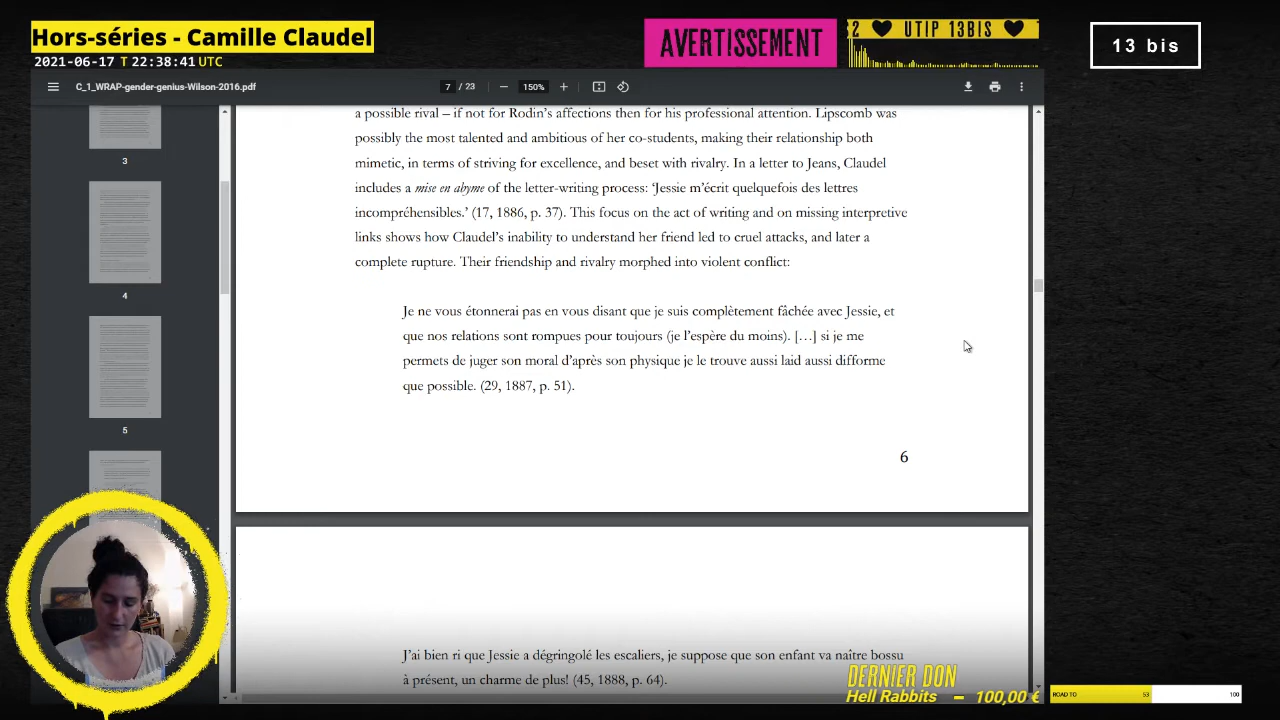 Hors-séries - Camille Claudel
2021-06-17 T 22:38:41 UTC
AVERTISSEMENT
2 ♥ UTIP 13BIS ♥
13 bis
C_1_WRAP-gender-genius-Wilson-2016.pdf
7 / 23
150%
a possible rival – if not for Rodin's affections then for his professional attention. Lipscomb was
possibly the most talented and ambitious of her co-students, making their relationship both
mimetic, in terms of striving for excellence, and beset with rivalry. In a letter to Jeans, Claudel
includes a mise en abyme of the letter-writing process: 'Jessie m'écrit quelquefois des lettres
incompréhensibles.' (17, 1886, p. 37). This focus on the act of writing and on missing interpretive
links shows how Claudel's inability to understand her friend led to cruel attacks, and later a
complete rupture. Their friendship and rivalry morphed into violent conflict:
Je ne vous étonnerai pas en vous disant que je suis complètement fâchée avec Jessie, et
que nos relations sont rompues pour toujours (je l'espère du moins). […] si je me
permets de juger son moral d'après son physique je le trouve aussi laid aussi difforme
que possible. (29, 1887, p. 51).
6
J'ai bien ri que Jessie a dégringolé les escaliers, je suppose que son enfant va naître bossu
à présent, un charme de plus! (45, 1888, p. 64).
3
4
5
DERNIER DON
Hell Rabbits – 100,00 €
ROAD TO 53 100